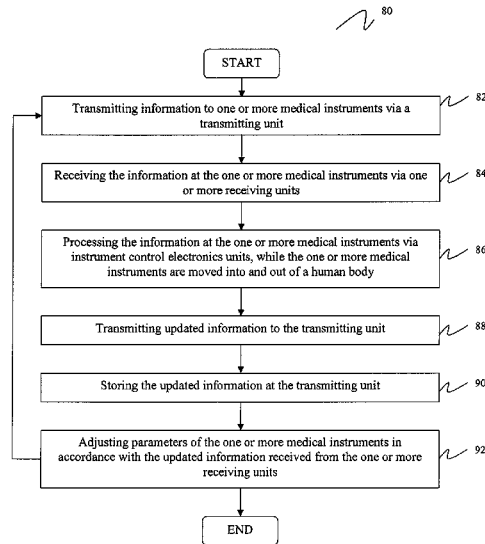 80
START
Transmitting information to one or more medical instruments via a
transmitting unit
82
Receiving the information at the one or more medical instruments via one
or more receiving units
84
Processing the information at the one or more medical instruments via
instrument control electronics units, while the one or more medical
instruments are moved into and out of a human body
86
Transmitting updated information to the transmitting unit
88
Storing the updated information at the transmitting unit
90
Adjusting parameters of the one or more medical instruments in
accordance with the updated information received from the one or more
receiving units
92
END